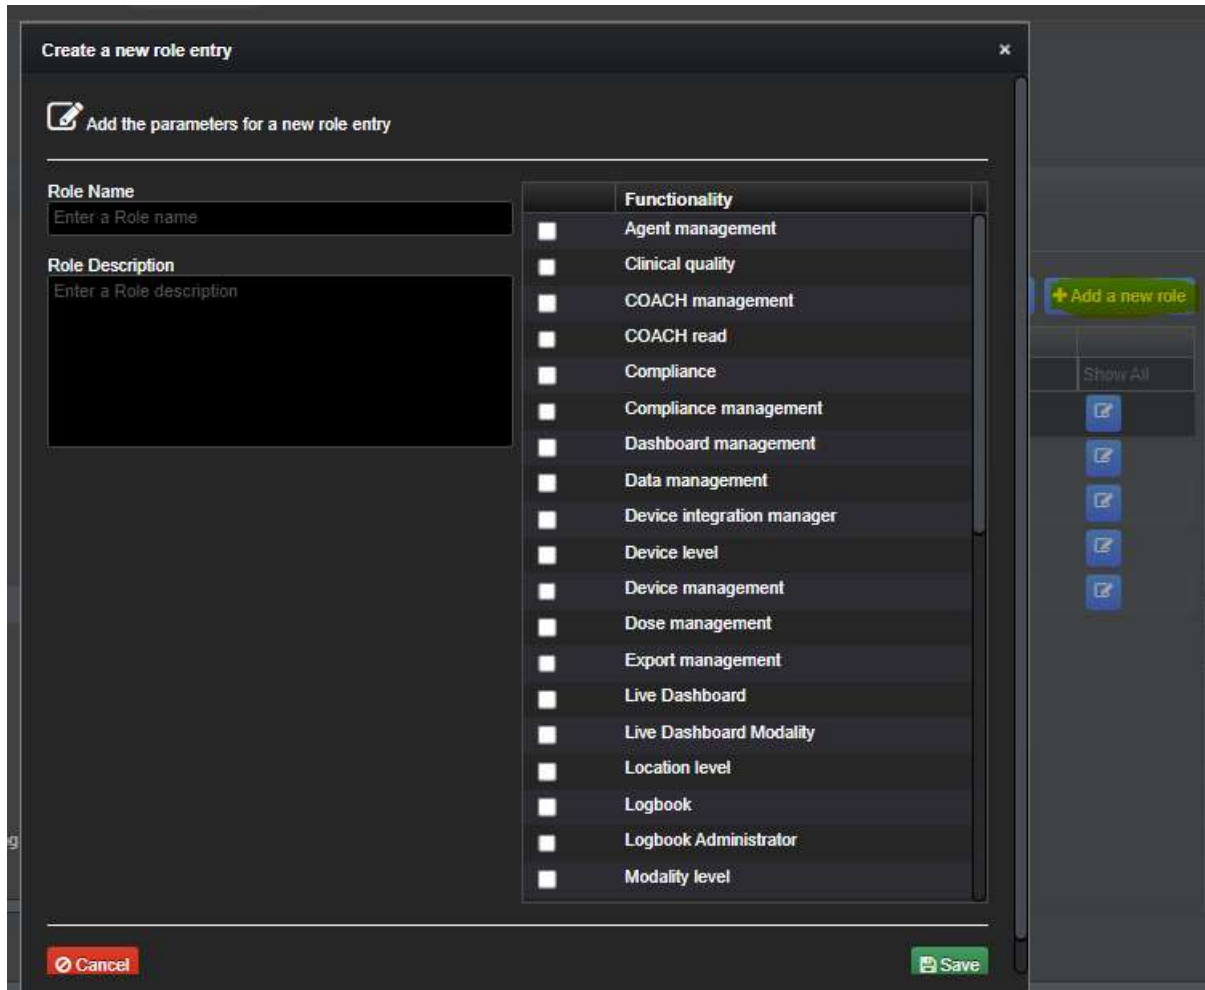 Create a new role entry
×
Add the parameters for a new role entry
Role Name
Enter a Role name
Role Description
Enter a Role description
Functionality
Agent management
Clinical quality
COACH management
COACH read
Compliance
Compliance management
Dashboard management
Data management
Device integration manager
Device level
Device management
Dose management
Export management
Live Dashboard
Live Dashboard Modality
Location level
Logbook
Logbook Administrator
Modality level
Cancel
Save
+ Add a new role
Show All